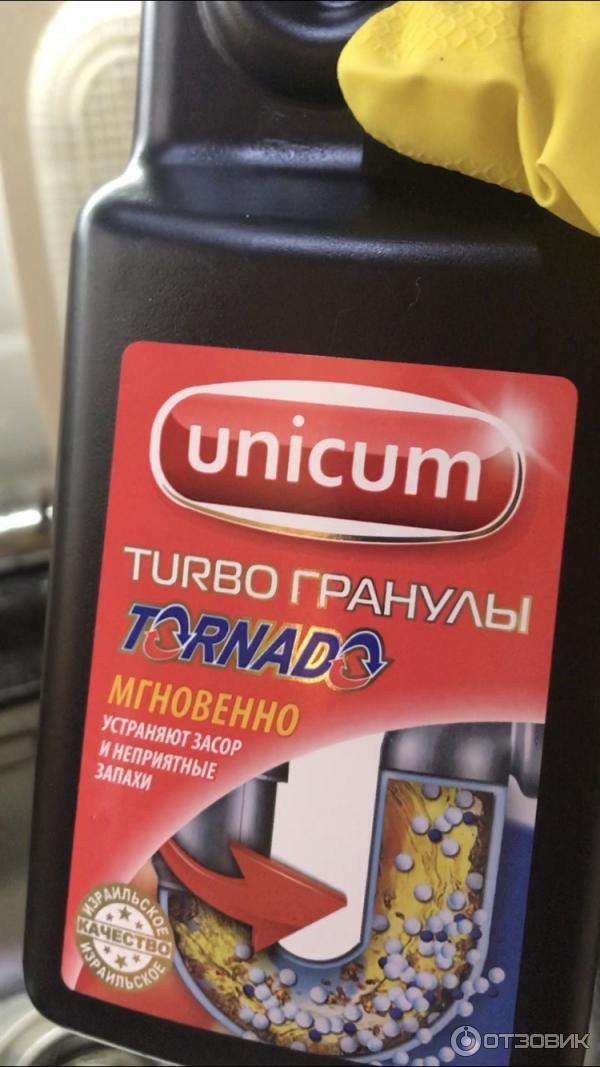 unicum
TURBO ГРАНУЛЫ
TORNADO
МГНОВЕННО
УСТРАНЯЮТ ЗАСОР
И НЕПРИЯТНЫЕ
ЗАПАХИ
ИЗРАИЛЬСКОЕ
КАЧЕСТВО
ИЗРАИЛЬСКОЕ
ОТЗОВИК